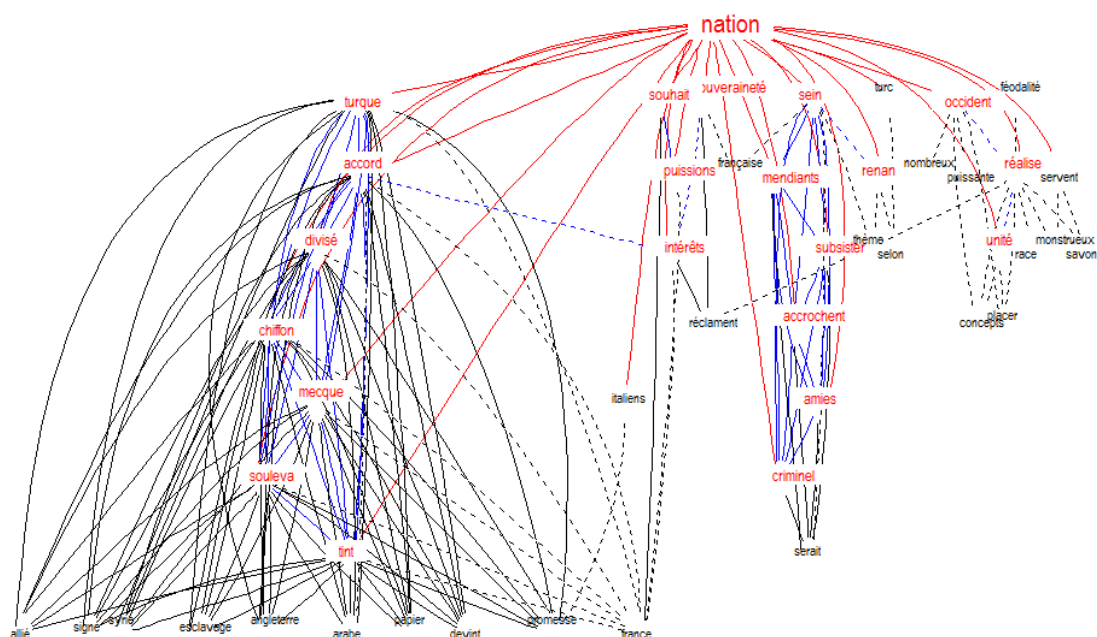 nation
turque
souhait
ouveraineté
sein
turc
occident
féodalité
accord
puissions
française
mendiants
renan
nombreux
puissante
réalise
servent
divisé
intérêts
subsister
thème
selon
unité
race
monstrueux
savon
chiffon
réclament
accrochent
concepts
placer
mecque
italiens
amies
souleva
criminel
tint
serait
allié
signe
syrie
esclavage
angleterre
arabe
papier
devint
promesse
france